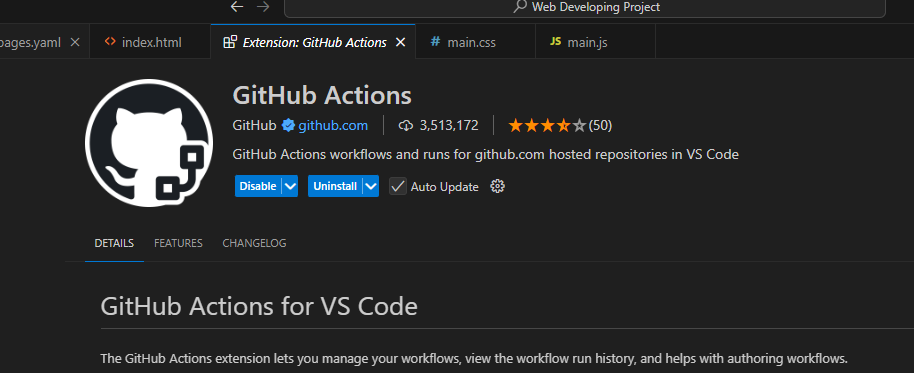 Web Developing Project
pages.yaml
index.html
Extension: GitHub Actions
main.css
JS main.js
GitHub Actions
GitHub github.com 3,513,172 (50)
GitHub Actions workflows and runs for github.com hosted repositories in VS Code
Disable Uninstall Auto Update
DETAILS FEATURES CHANGELOG
GitHub Actions for VS Code
The GitHub Actions extension lets you manage your workflows, view the workflow run history, and helps with authoring workflows.